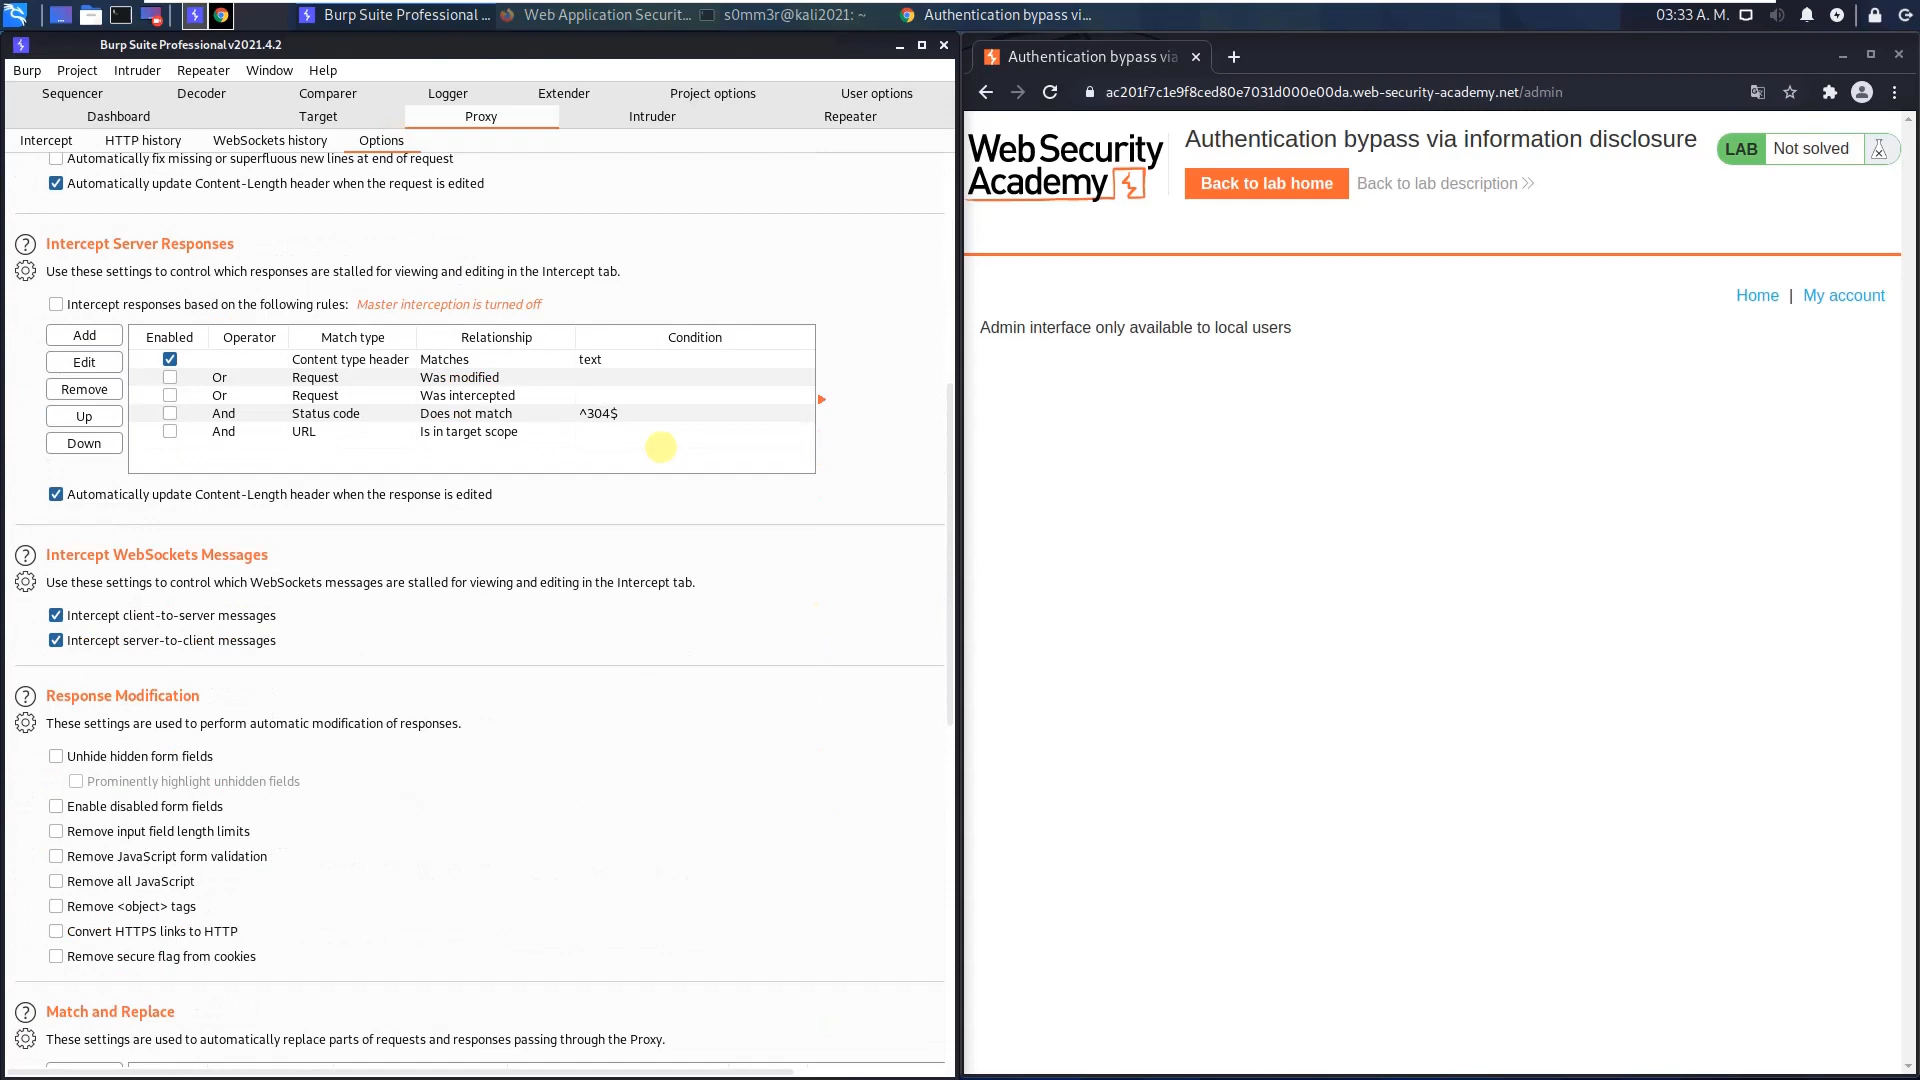 Burp Suite Professional ...
Web Application Securit...
s0mm3r@kali2021: ~
Authentication bypass vi...
03:33 A. M.
Burp Suite Professional v2021.4.2
Burp Project Intruder Repeater Window Help
Sequencer Decoder Comparer Logger Extender Project options User options
Dashboard Target Proxy Intruder Repeater
Intercept HTTP history WebSockets history Options
Automatically fix missing or superfluous new lines at end of request
Automatically update Content-Length header when the request is edited
Intercept Server Responses
Use these settings to control which responses are stalled for viewing and editing in the Intercept tab.
Intercept responses based on the following rules: Master interception is turned off
Add
Edit
Remove
Up
Down
Enabled Operator Match type Relationship Condition
Content type header Matches text
Or Request Was modified
Or Request Was intercepted
And Status code Does not match ^304$
And URL Is in target scope
Automatically update Content-Length header when the response is edited
Intercept WebSockets Messages
Use these settings to control which WebSockets messages are stalled for viewing and editing in the Intercept tab.
Intercept client-to-server messages
Intercept server-to-client messages
Response Modification
These settings are used to perform automatic modification of responses.
Unhide hidden form fields
Prominently highlight unhidden fields
Enable disabled form fields
Remove input field length limits
Remove JavaScript form validation
Remove all JavaScript
Remove <object> tags
Convert HTTPS links to HTTP
Remove secure flag from cookies
Match and Replace
These settings are used to automatically replace parts of requests and responses passing through the Proxy.
Authentication bypass via
ac201f7c1e9f8ced80e7031d000e00da.web-security-academy.net/admin
Web Security
Academy
Authentication bypass via information disclosure
Back to lab home
Back to lab description
LAB Not solved
Home | My account
Admin interface only available to local users